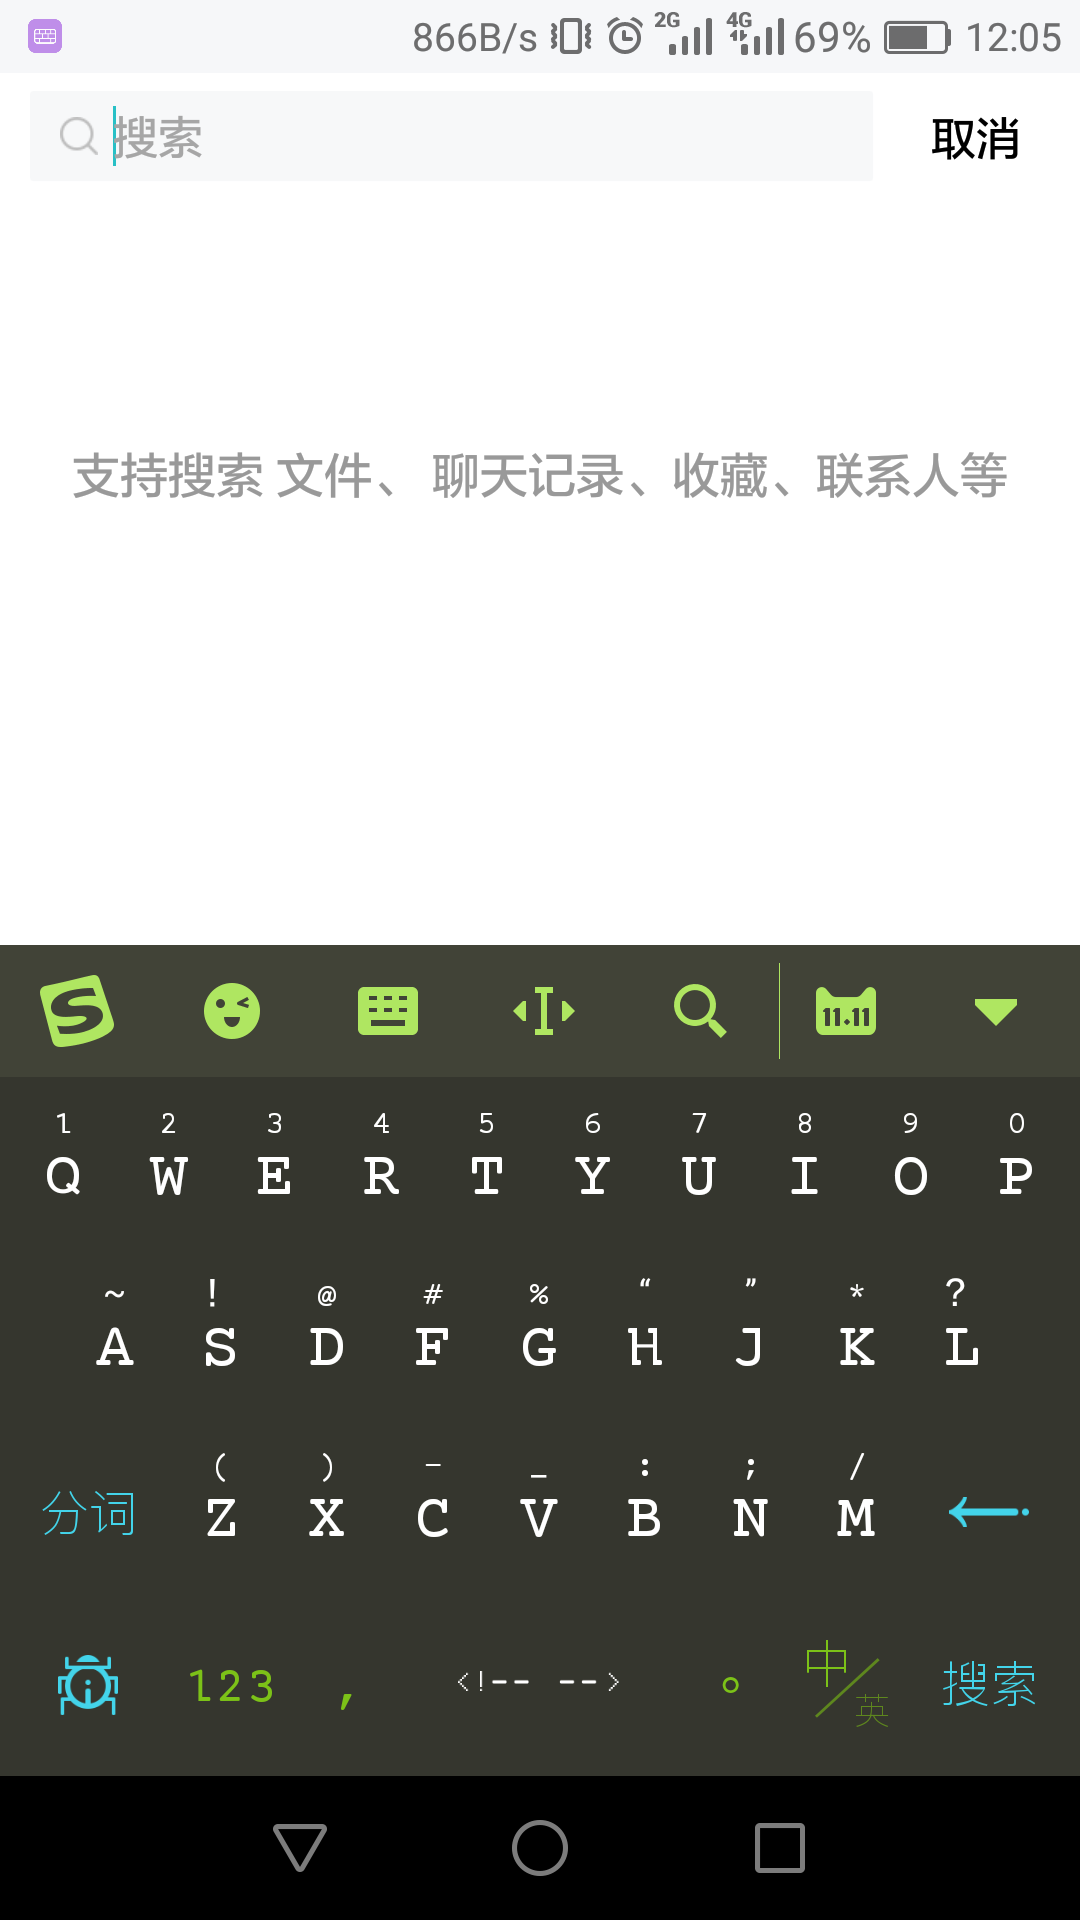 866B/s 2G 4G 69% 12:05
搜索 取消
支持搜索 文件、 聊天记录、收藏、联系人等
S 11.11
1 2 3 4 5 6 7 8 9 0
Q W E R T Y U I O P
~ ! @ # % “ ” * ?
A S D F G H J K L
( ) - _ : ; /
分词 Z X C V B N M
123 , <!-- --> 。 中/英 搜索